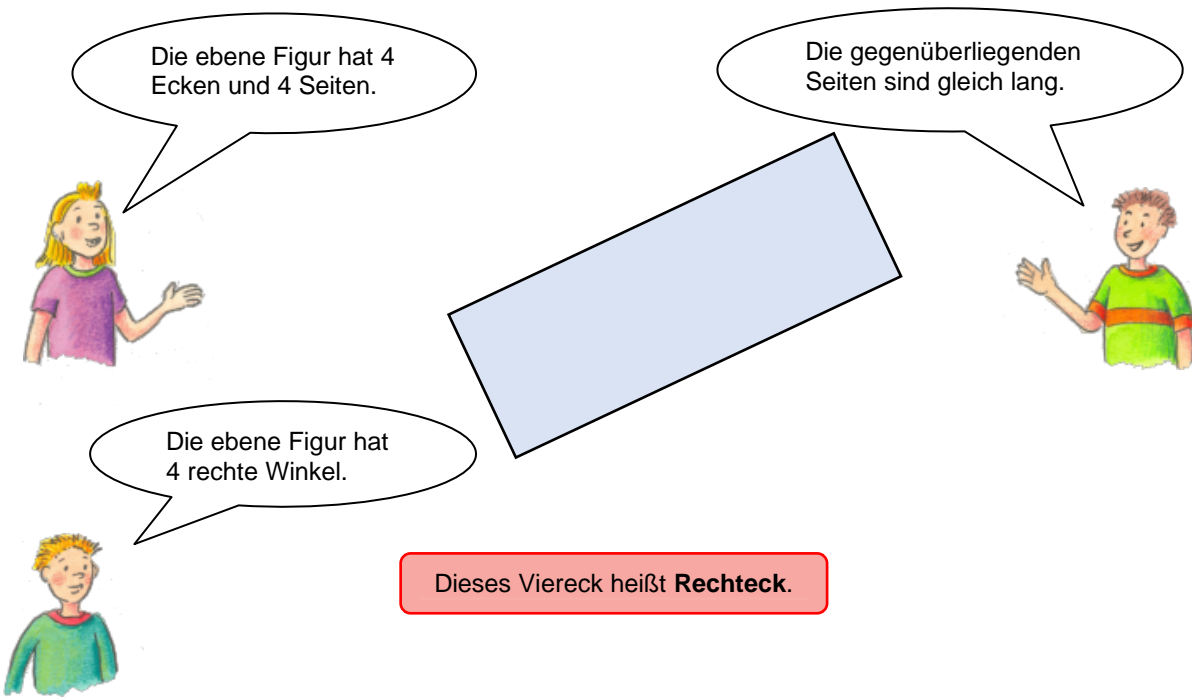 Die ebene Figur hat 4
Ecken und 4 Seiten.
Die gegenüberliegenden
Seiten sind gleich lang.
Die ebene Figur hat
4 rechte Winkel.
Dieses Viereck heißt Rechteck.